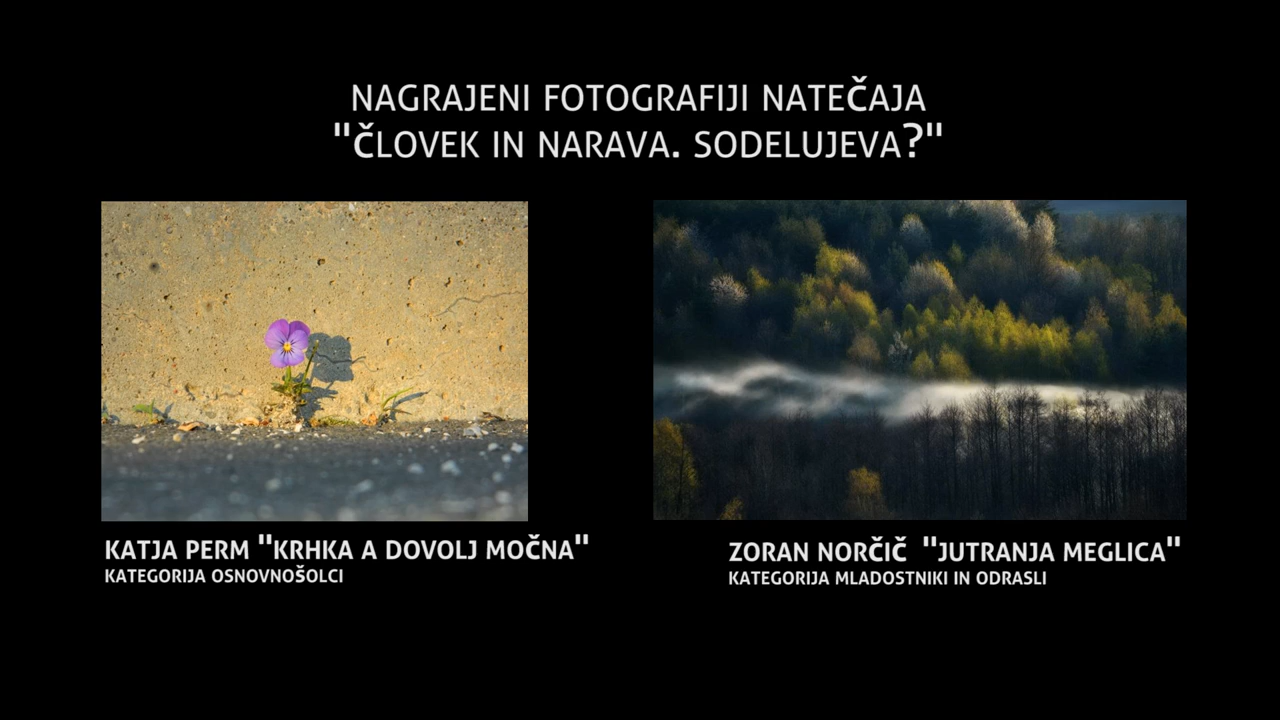 NAGRAJENI FOTOGRAFIJI NATEČAJA
"ČLOVEK IN NARAVA. SODELUJEVA?"
KATJA PERM "KRHKA A DOVOLJ MOČNA"
KATEGORIJA OSNOVNOŠOLCI
ZORAN NORČIČ "JUTRANJA MEGLICA"
KATEGORIJA MLADOSTNIKI IN ODRASLI